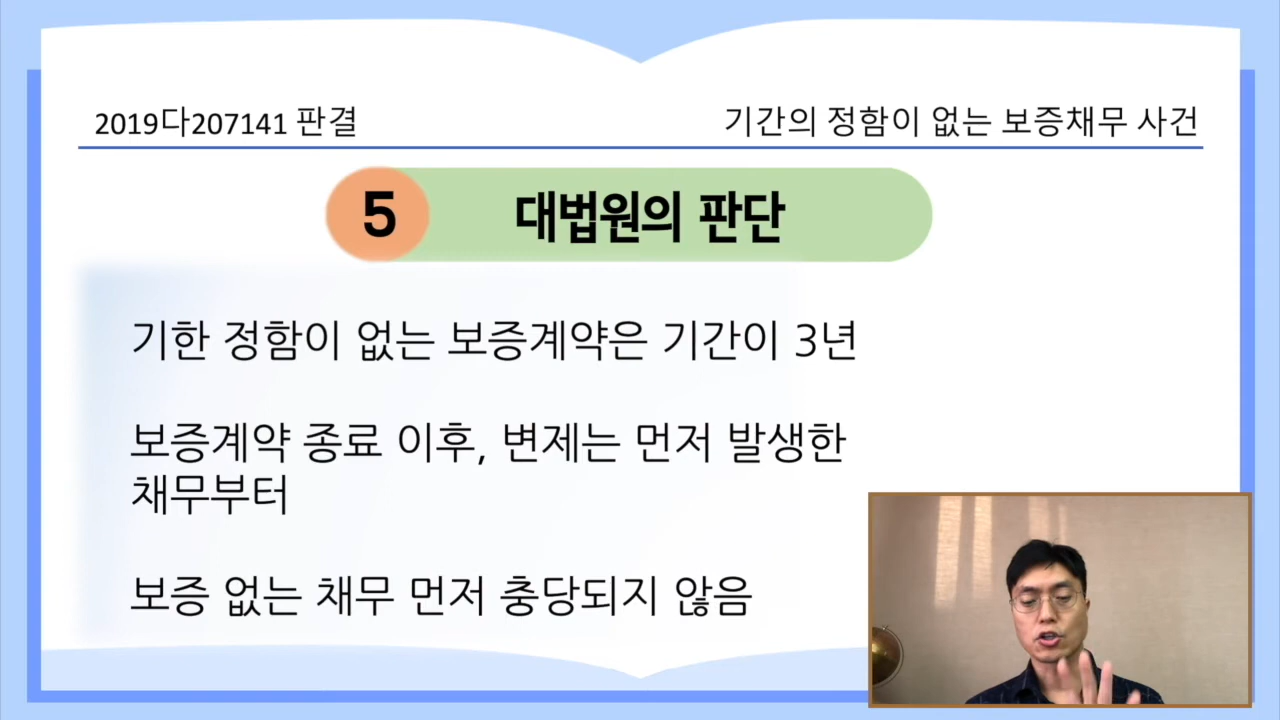 2019다207141 판결
기간의 정함이 없는 보증채무 사건
5
대법원의 판단
기한 정함이 없는 보증계약은 기간이 3년
보증계약 종료 이후, 변제는 먼저 발생한
채무부터
보증 없는 채무 먼저 충당되지 않음